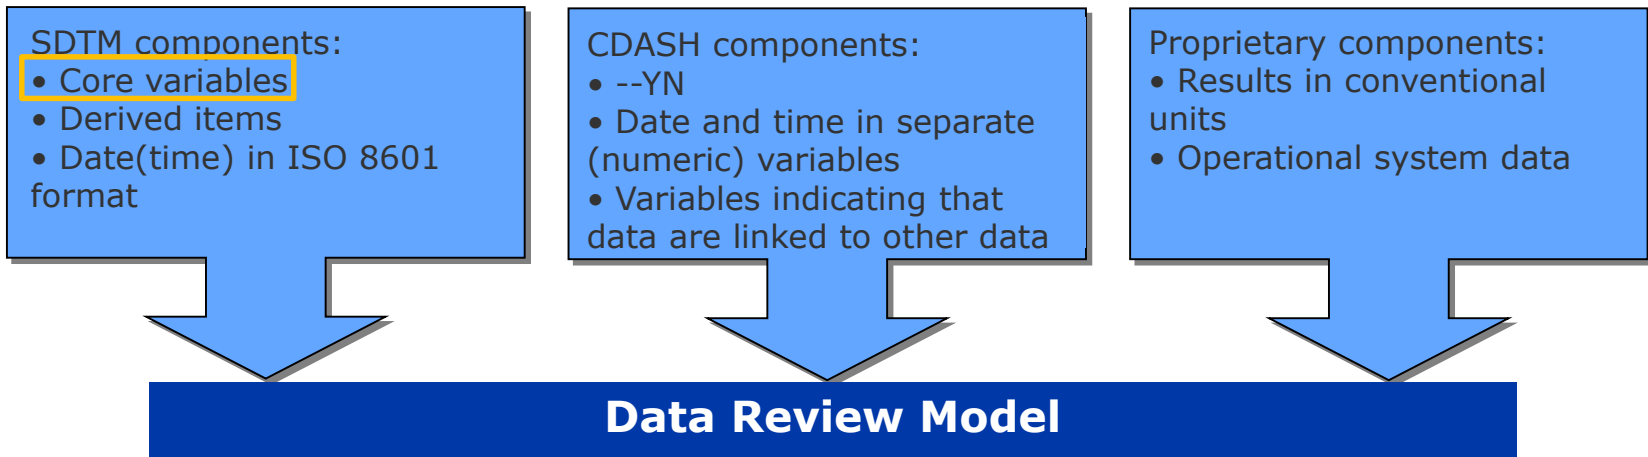 SDTM components:
• Core variables
• Derived items
• Date(time) in ISO 8601
format
CDASH components:
• --YN
• Date and time in separate
(numeric) variables
• Variables indicating that
data are linked to other data
Proprietary components:
• Results in conventional
units
• Operational system data
Data Review Model